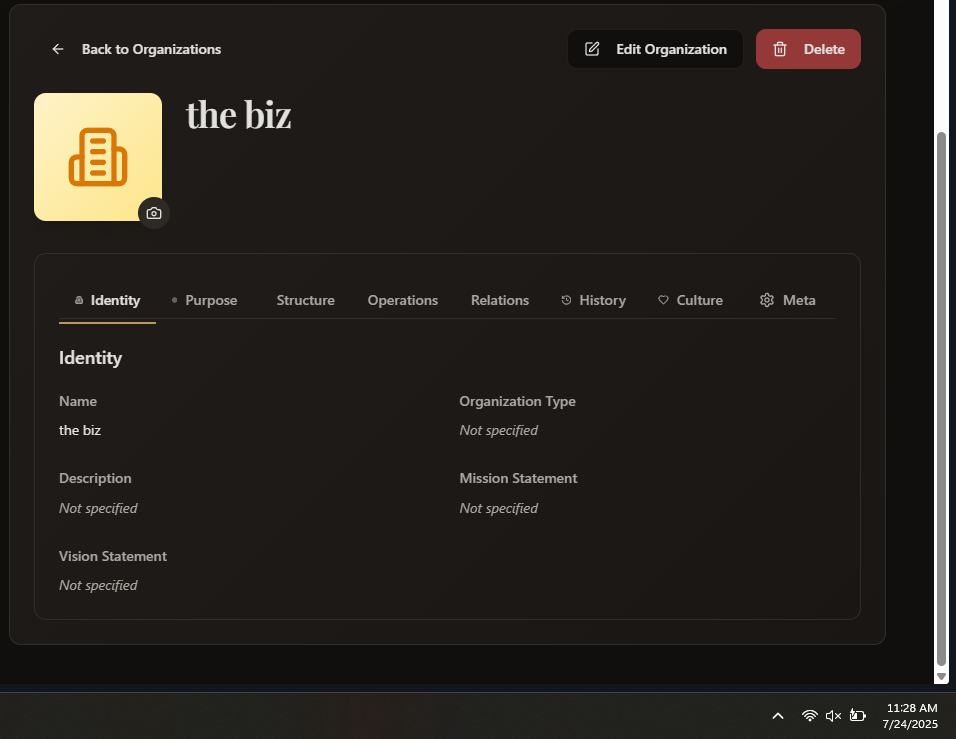 Back to Organizations
Edit Organization
Delete
the biz
Identity
Purpose
Structure
Operations
Relations
History
Culture
Meta
Identity
Name
Organization Type
the biz
Not specified
Description
Mission Statement
Not specified
Not specified
Vision Statement
Not specified
11:28 AM
7/24/2025